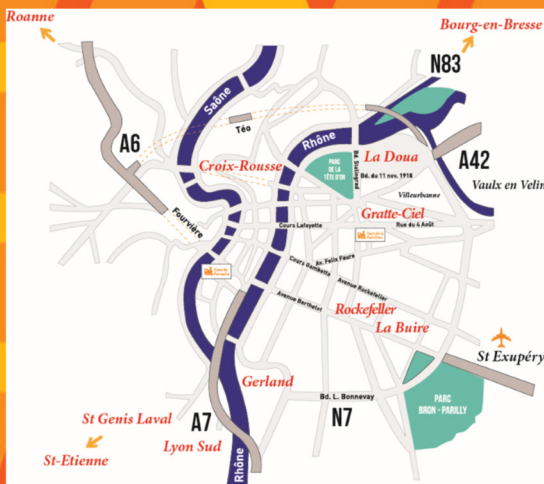 Roanne
Bourg-en-Bresse
N83
Saône
Téo
Rhône
A6
Croix-Rousse
PARC
DE LA
TÊTE D'OR
Bd. Stalingrad
La Doua
A42
Bd. du 11 nov. 1918
Vaulx en Velin
Villeurbanne
Fourvière
Gratte-Ciel
Cours Lafayette
Rue du 4 Août
Av. Felix Faure
Cours Gambetta
Avenue Rockefeller
Avenue Berthelot
Rockefeller
La Buire
St Exupéry
Gerland
Bd. L. Bonnevay
PARC
BRON - PARILLY
St Genis Laval
A7
N7
Lyon Sud
St-Etienne
Rhône